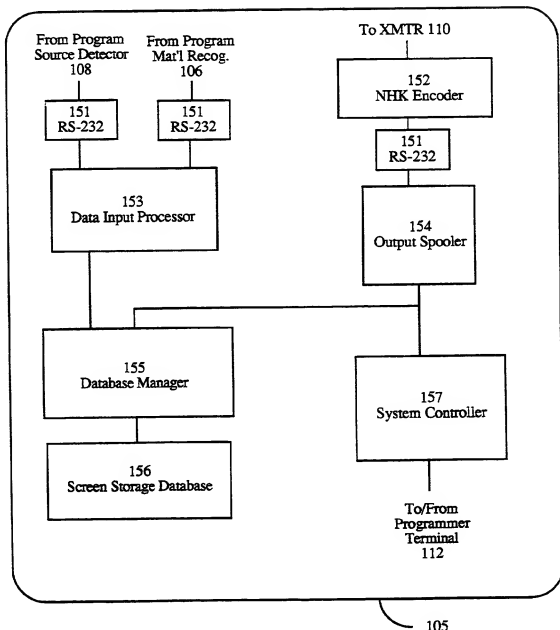 From Program
Source Detector
108
From Program
Mat'l Recog.
106
To XMTR 110
151
RS-232
151
RS-232
152
NHK Encoder
151
RS-232
153
Data Input Processor
154
Output Spooler
155
Database Manager
157
System Controller
156
Screen Storage Database
To/From
Programmer
Terminal
112
105